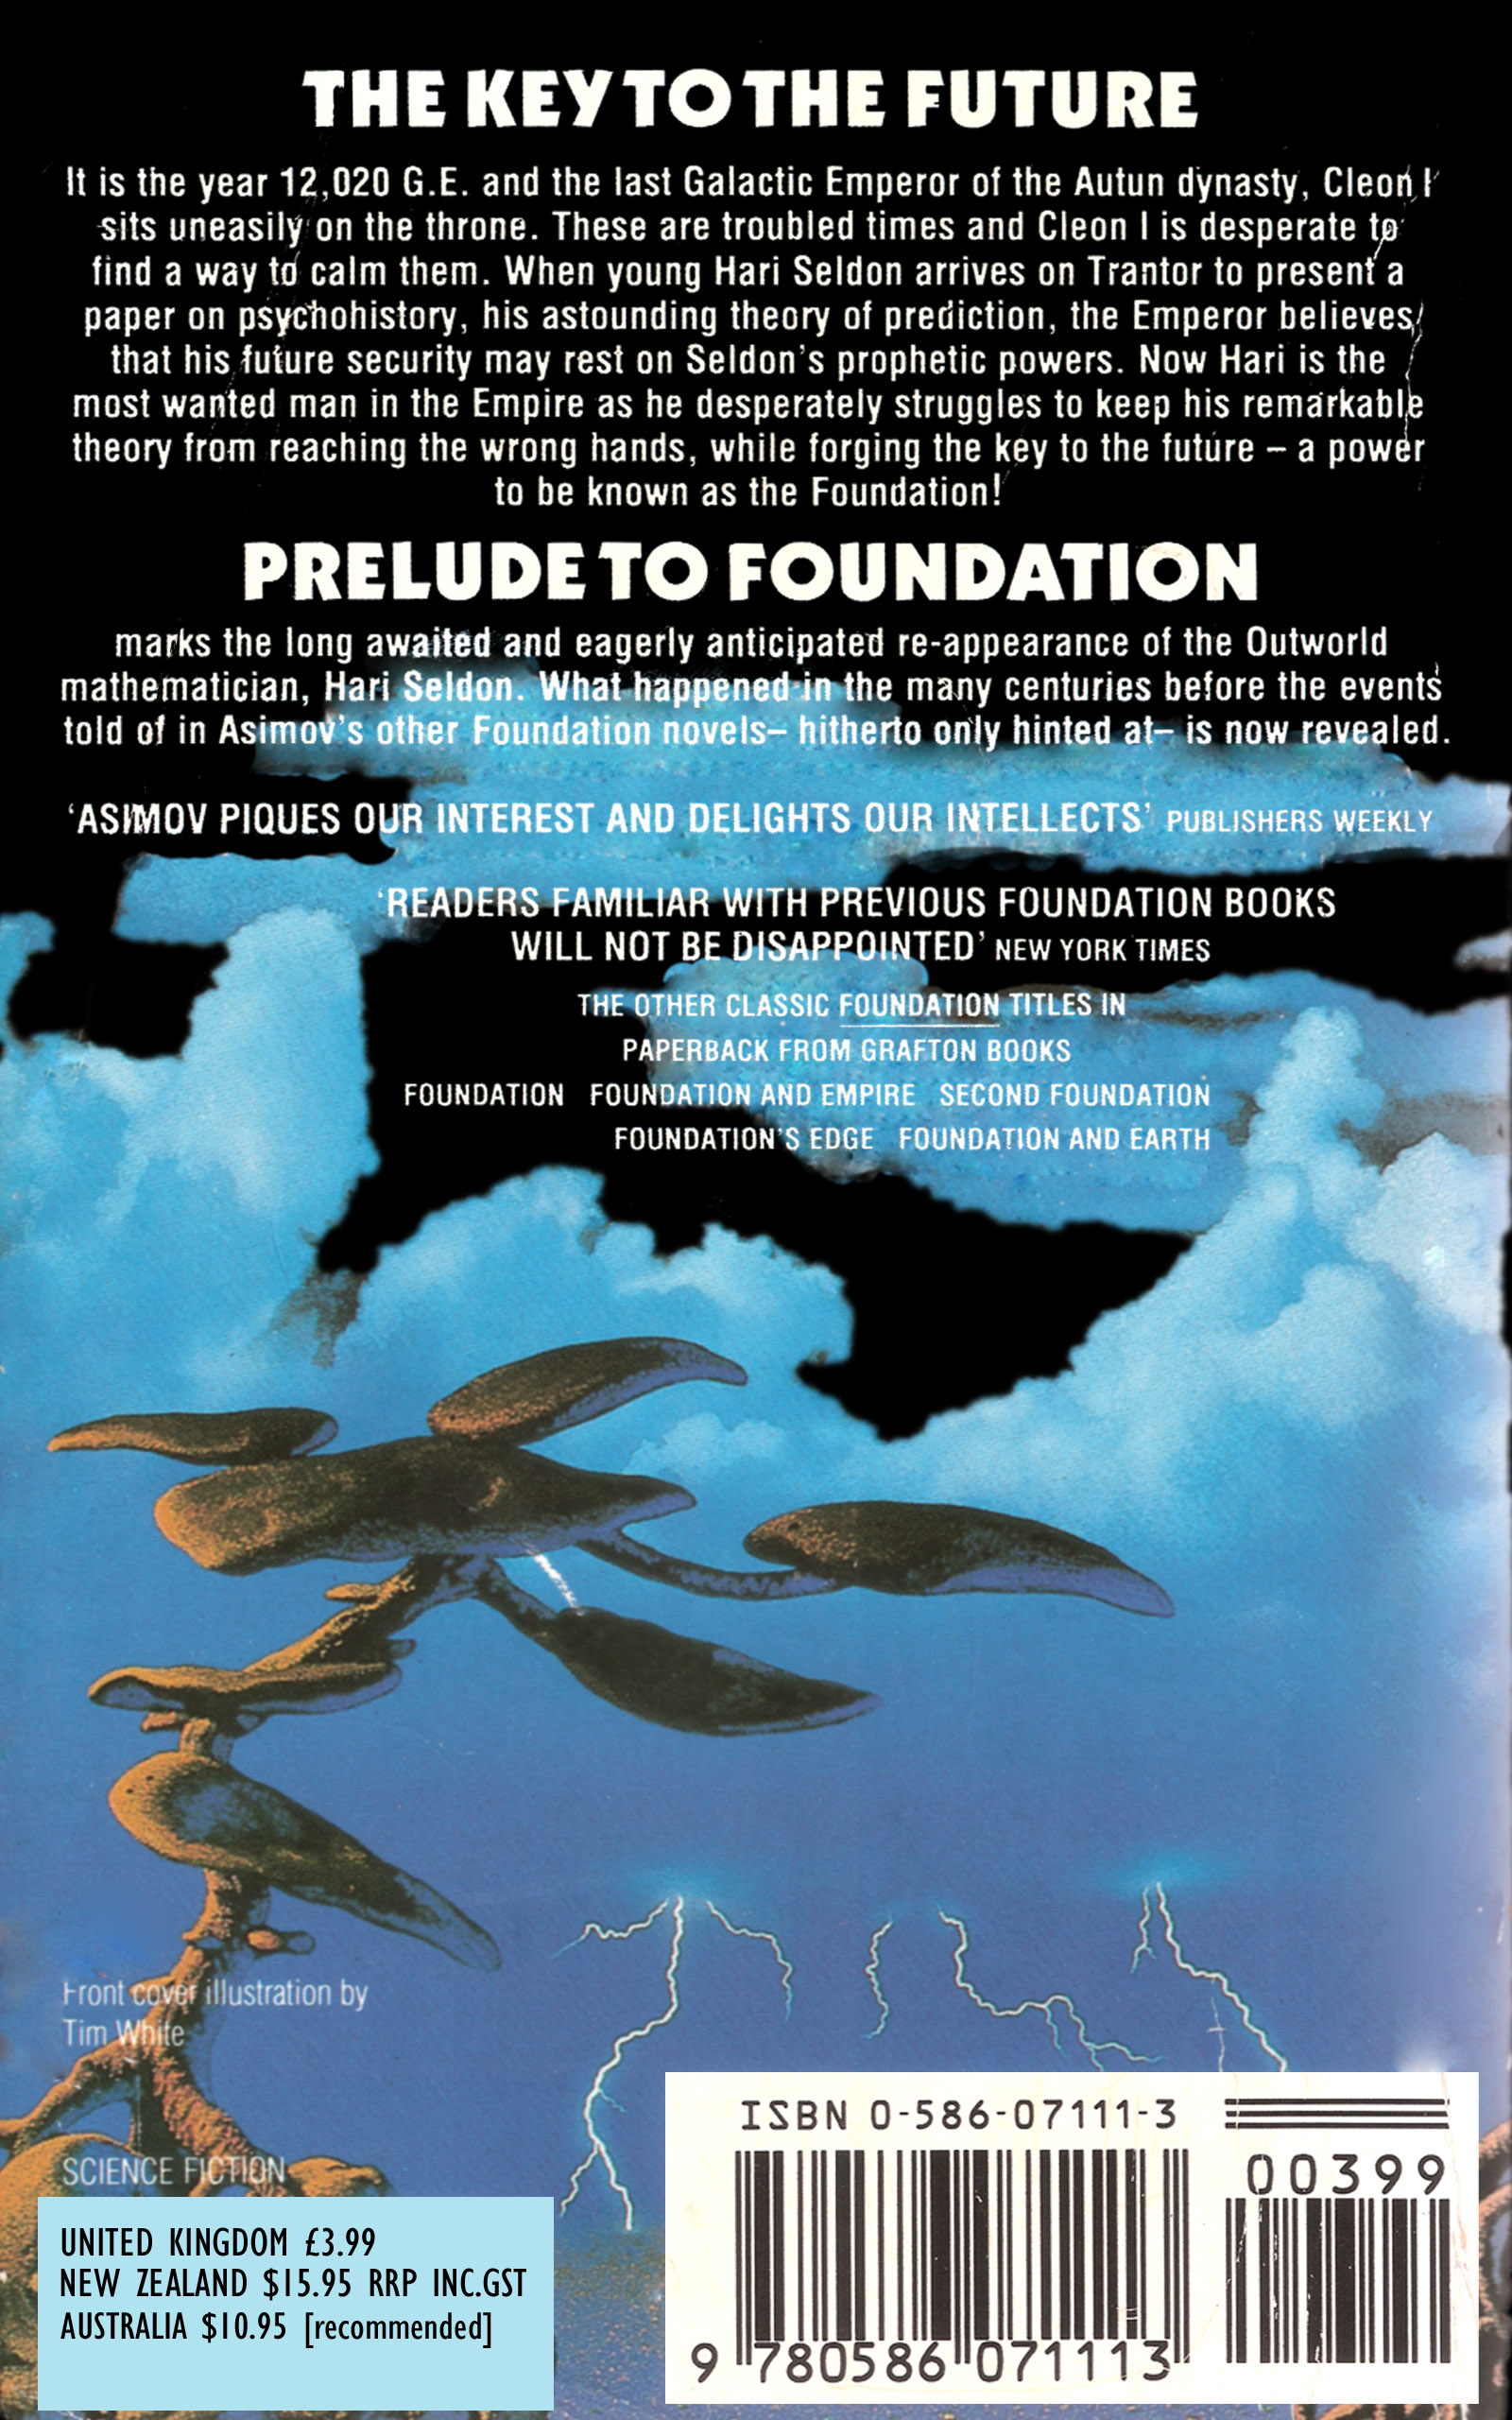 THE KEY TO THE FUTURE
It is the year 12,020 G.E. and the last Galactic Emperor of the Autun dynasty, Cleon I
sits uneasily on the throne. These are troubled times and Cleon I is desperate to
find a way to calm them. When young Hari Seldon arrives on Trantor to present a
paper on psychohistory, his astounding theory of prediction, the Emperor believes
that his future security may rest on Seldon's prophetic powers. Now Hari is the
most wanted man in the Empire as he desperately struggles to keep his remarkable
theory from reaching the wrong hands, while forging the key to the future – a power
to be known as the Foundation!
PRELUDE TO FOUNDATION
marks the long awaited and eagerly anticipated re-appearance of the Outworld
mathematician, Hari Seldon. What happened in the many centuries before the events
told of in Asimov's other Foundation novels– hitherto only hinted at– is now revealed.
'ASIMOV PIQUES OUR INTEREST AND DELIGHTS OUR INTELLECTS' PUBLISHERS WEEKLY
'READERS FAMILIAR WITH PREVIOUS FOUNDATION BOOKS
WILL NOT BE DISAPPOINTED' NEW YORK TIMES
THE OTHER CLASSIC FOUNDATION TITLES IN
PAPERBACK FROM GRAFTON BOOKS
FOUNDATION FOUNDATION AND EMPIRE SECOND FOUNDATION
FOUNDATION'S EDGE FOUNDATION AND EARTH
Front cover illustration by
Tim White
SCIENCE FICTION
UNITED KINGDOM £3.99
NEW ZEALAND $15.95 RRP INC.GST
AUSTRALIA $10.95 [recommended]
ISBN 0-586-07111-3
00399
9 780586 071113